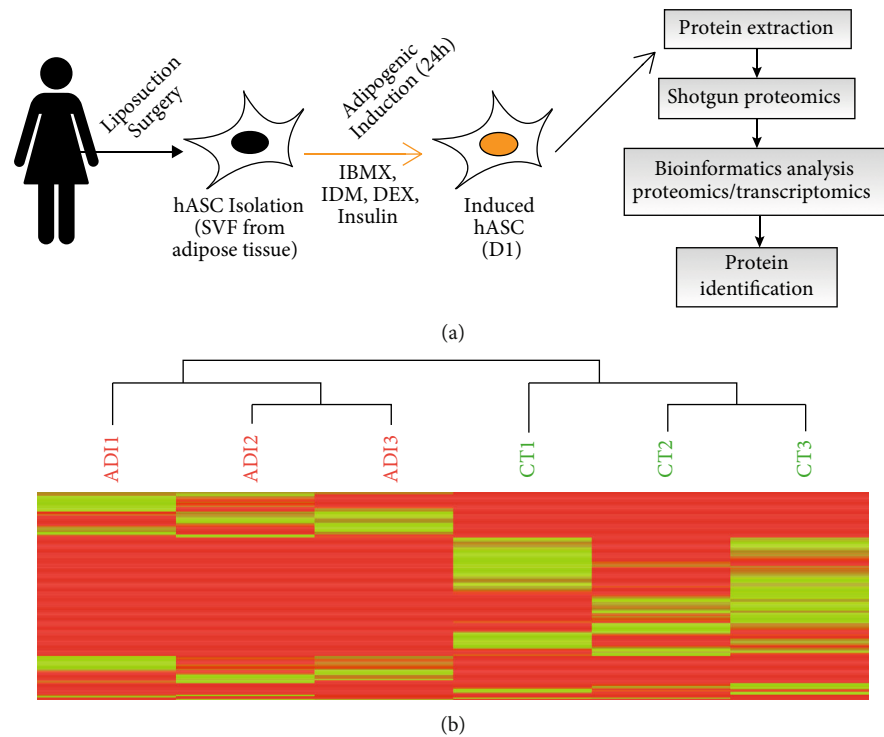 Liposuction
Surgery
hASC Isolation
(SVF from
adipose tissue)
Adipogenic
Induction (24h)
IBMX,
IDM, DEX,
Insulin
Induced
hASC
(D1)
Protein extraction
Shotgun proteomics
Bioinformatics analysis
proteomics/transcriptomics
Protein
identification
(a)
ADI1
ADI2
ADI3
CT1
CT2
CT3
(b)